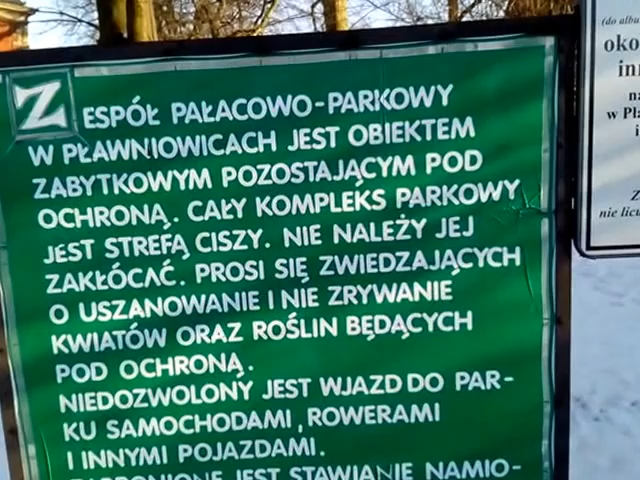 ZESPÓŁ PAŁACOWO-PARKOWY
W PŁAWNIOWICACH JEST OBIEKTEM
ZABYTKOWYM POZOSTAJĄCYM POD
OCHRONĄ. CAŁY KOMPLEKS PARKOWY
JEST STREFĄ CISZY. NIE NALEŻY JEJ
ZAKŁÓCAĆ. PROSI SIĘ ZWIEDZAJĄCYCH
O USZANOWANIE I NIE ZRYWANIE
KWIATÓW ORAZ ROŚLIN BĘDĄCYCH
POD OCHRONĄ.
NIEDOZWOLONY JEST WJAZD DO PAR-
KU SAMOCHODAMI, ROWERAMI
I INNYMI POJAZDAMI.
ZABRONIONE JEST STAWIANIE NAMIO-
(do albu
oko
in
na
w Pła
i
Z
nie licu